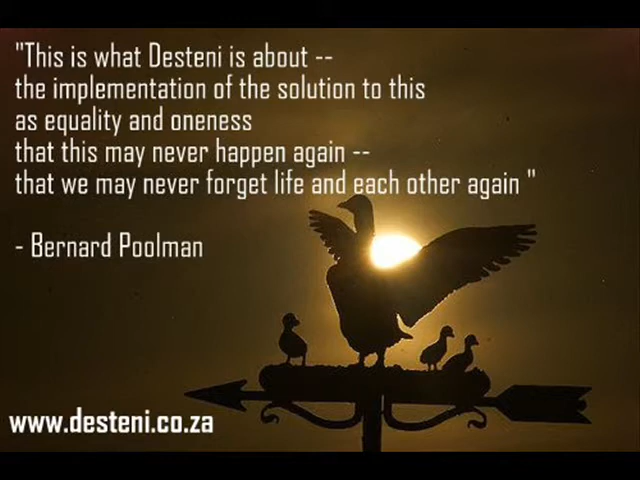 "This is what Desteni is about --
the implementation of the solution to this
as equality and oneness
that this may never happen again --
that we may never forget life and each other again "
- Bernard Poolman
www.desteni.co.za